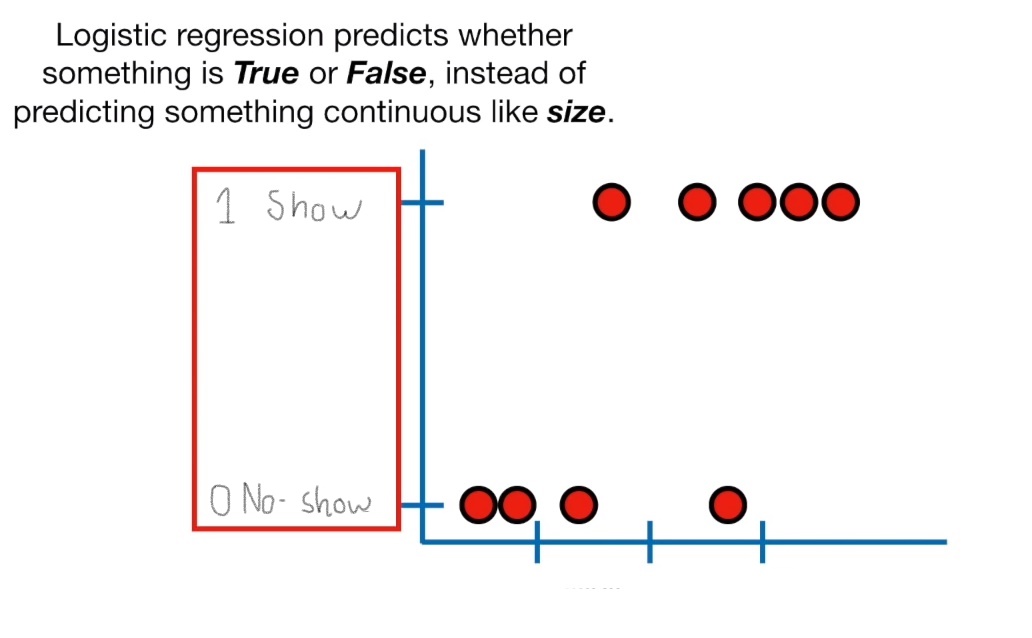 Logistic regression predicts whether
something is True or False, instead of
predicting something continuous like size.
1 Show
0 No-show